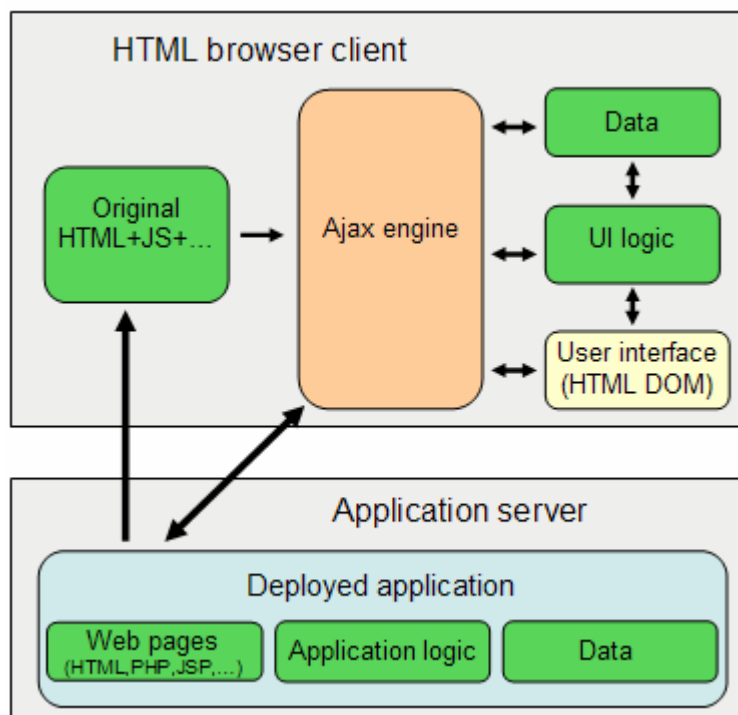 HTML browser client
Original
HTML+JS+…
Ajax engine
Data
UI logic
User interface
(HTML DOM)
Application server
Deployed application
Web pages
(HTML,PHP,JSP,…)
Application logic
Data